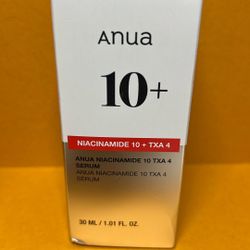 ANUA
10+
NIACINAMIDE 10 + TXA 4
ANUA NIACINAMIDE 10 TXA 4
SERUM
ANUA NIACINAMIDE 10 TXA 4
SÉRUM
30 ML / 1.01 FL. OZ.